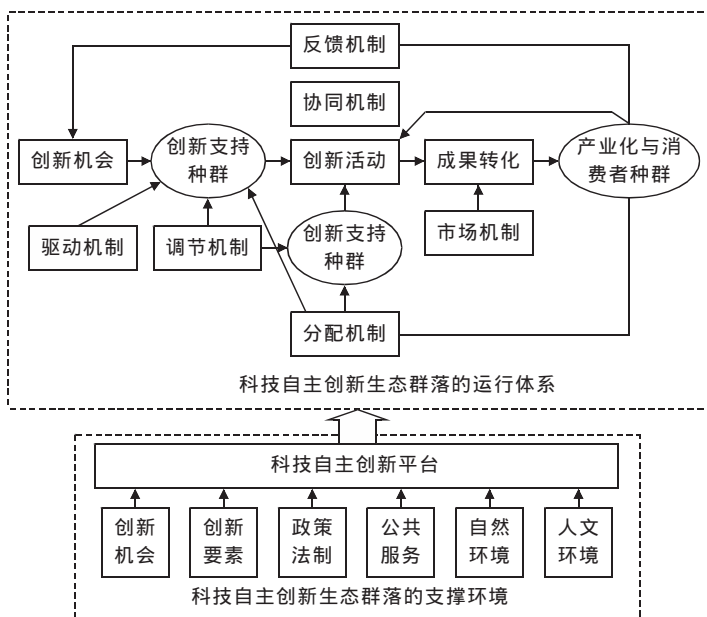 反馈机制
协同机制
创新机会
创新支持
种群
创新活动
成果转化
产业化与消
费者种群
驱动机制
调节机制
创新支持
种群
市场机制
分配机制
科技自主创新生态群落的运行体系
科技自主创新平台
创新
机会
创新
要素
政策
法制
公共
服务
自然
环境
人文
环境
科技自主创新生态群落的支撑环境